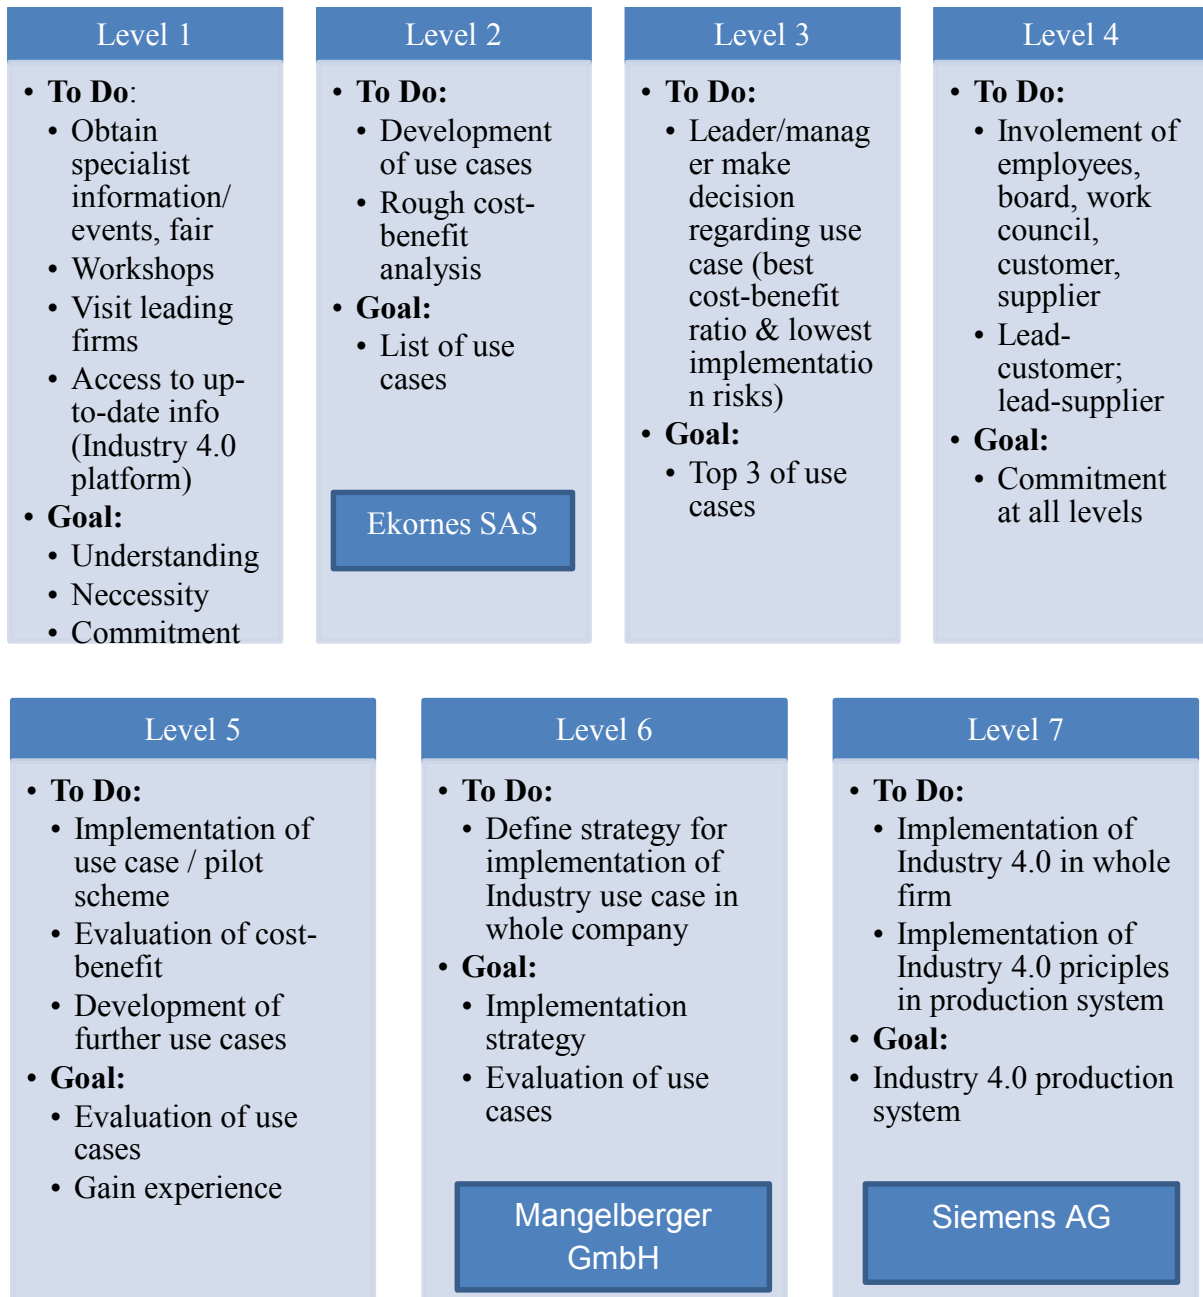 Level 1
• To Do:
• Obtain
specialist
information/
events, fair
• Workshops
• Visit leading
firms
• Access to up-
to-date info
(Industry 4.0
platform)
• Goal:
• Understanding
• Neccessity
• Commitment
Level 2
• To Do:
• Development
of use cases
• Rough cost-
benefit
analysis
• Goal:
• List of use
cases
Ekornes SAS
Level 3
• To Do:
• Leader/manag
er make
decision
regarding use
case (best
cost-benefit
ratio & lowest
implementatio
n risks)
• Goal:
• Top 3 of use
cases
Level 4
• To Do:
• Involement of
employees,
board, work
council,
customer,
supplier
• Lead-
customer;
lead-supplier
• Goal:
• Commitment
at all levels
Level 5
• To Do:
• Implementation of
use case / pilot
scheme
• Evaluation of cost-
benefit
• Development of
further use cases
• Goal:
• Evaluation of use
cases
• Gain experience
Level 6
• To Do:
• Define strategy for
implementation of
Industry use case in
whole company
• Goal:
• Implementation
strategy
• Evaluation of use
cases
Mangelberger
GmbH
Level 7
• To Do:
• Implementation of
Industry 4.0 in whole
firm
• Implementation of
Industry 4.0 priciples
in production system
• Goal:
• Industry 4.0 production
system
Siemens AG